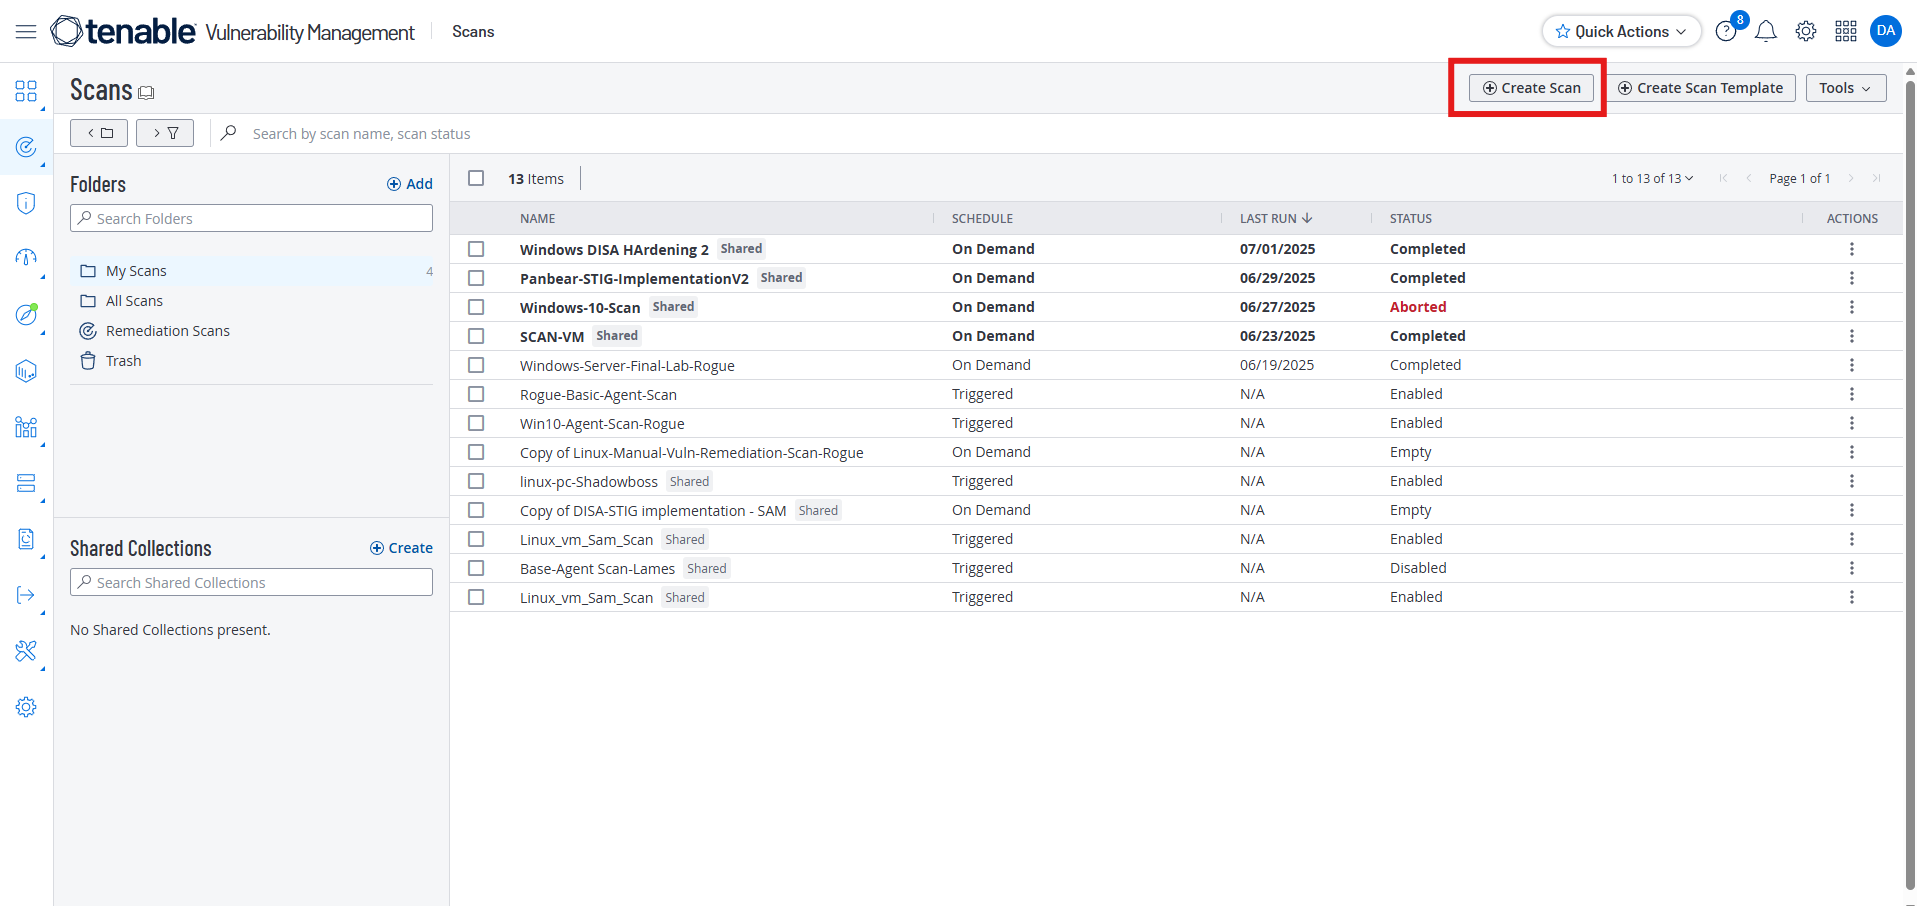 tenable Vulnerability Management Scans Quick Actions 8 DA
Scans Create Scan Create Scan Template Tools
Search by scan name, scan status
Folders Add
Search Folders
My Scans 4
All Scans
Remediation Scans
Trash
Shared Collections Create
Search Shared Collections
No Shared Collections present.
13 Items 1 to 13 of 13 Page 1 of 1
NAME SCHEDULE LAST RUN STATUS ACTIONS
Windows DISA HArdening 2 Shared On Demand 07/01/2025 Completed
Panbear-STIG-ImplementationV2 Shared On Demand 06/29/2025 Completed
Windows-10-Scan Shared On Demand 06/27/2025 Aborted
SCAN-VM Shared On Demand 06/23/2025 Completed
Windows-Server-Final-Lab-Rogue On Demand 06/19/2025 Completed
Rogue-Basic-Agent-Scan Triggered N/A Enabled
Win10-Agent-Scan-Rogue Triggered N/A Enabled
Copy of Linux-Manual-Vuln-Remediation-Scan-Rogue On Demand N/A Empty
linux-pc-Shadowboss Shared Triggered N/A Enabled
Copy of DISA-STIG implementation - SAM Shared On Demand N/A Empty
Linux_vm_Sam_Scan Shared Triggered N/A Enabled
Base-Agent Scan-Lames Shared Triggered N/A Disabled
Linux_vm_Sam_Scan Shared Triggered N/A Enabled